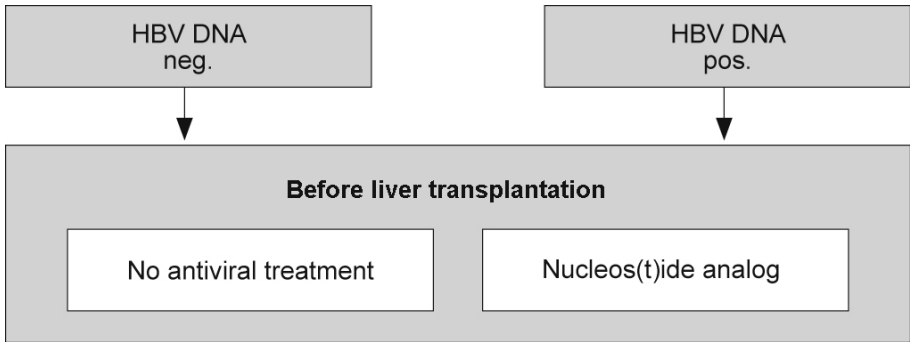 HBV DNA
neg.
HBV DNA
pos.
Before liver transplantation
No antiviral treatment
Nucleos(t)ide analog